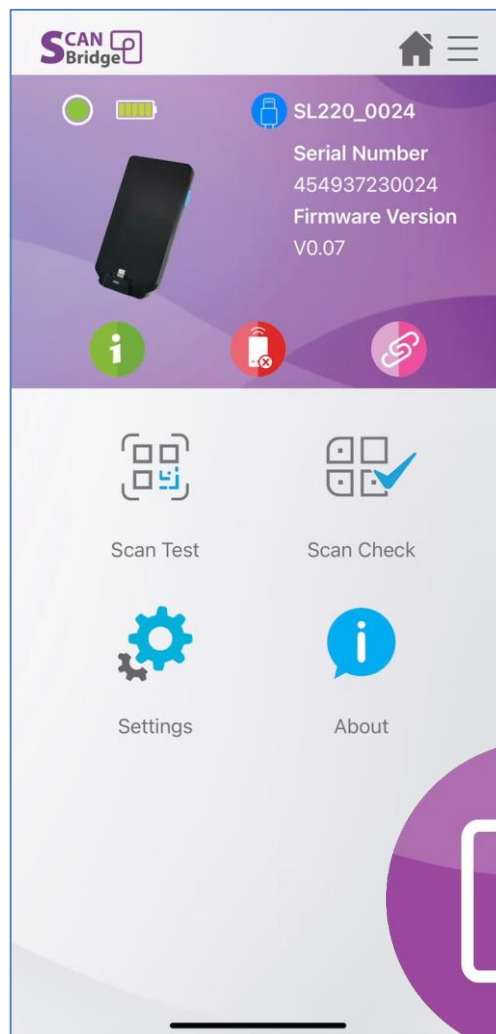 SCAN
Bridge
SL220_0024
Serial Number
454937230024
Firmware Version
V0.07
Scan Test
Scan Check
Settings
About